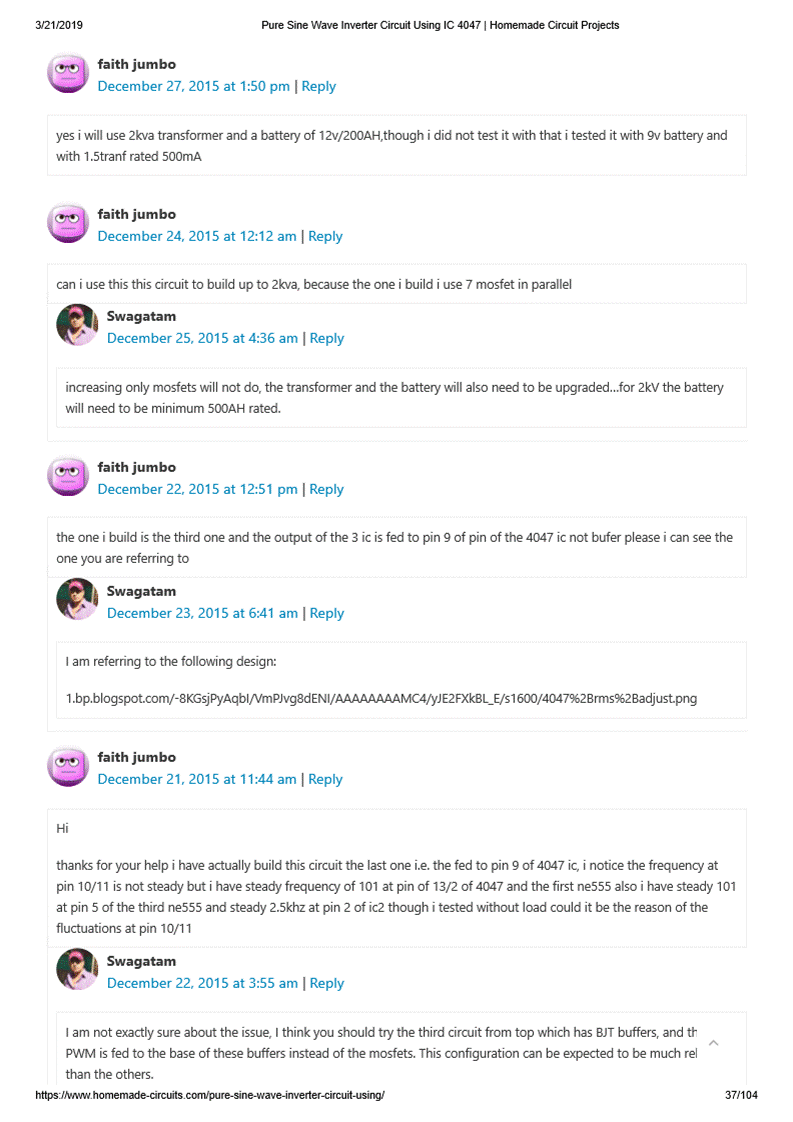 3/21/2019
Pure Sine Wave Inverter Circuit Using IC 4047 | Homemade Circuit Projects
faith jumbo
December 27, 2015 at 1:50 pm | Reply
yes i will use 2kva transformer and a battery of 12v/200AH,though i did not test it with that i tested it with 9v battery and
with 1.5tranf rated 500mA
faith jumbo
December 24, 2015 at 12:12 am | Reply
can i use this this circuit to build up to 2kva, because the one i build i use 7 mosfet in parallel
Swagatam
December 25, 2015 at 4:36 am | Reply
increasing only mosfets will not do, the transformer and the battery will also need to be upgraded...for 2kV the battery
will need to be minimum 500AH rated.
faith jumbo
December 22, 2015 at 12:51 pm | Reply
the one i build is the third one and the output of the 3 ic is fed to pin 9 of pin of the 4047 ic not bufer please i can see the
one you are referring to
Swagatam
December 23, 2015 at 6:41 am | Reply
I am referring to the following design:
1.bp.blogspot.com/-8KGsjPyAqbI/VmPJvg8dENI/AAAAAAAAMC4/yJE2FXkBL_E/s1600/4047%2Brms%2Badjust.png
faith jumbo
December 21, 2015 at 11:44 am | Reply
Hi
thanks for your help i have actually build this circuit the last one i.e. the fed to pin 9 of 4047 ic, i notice the frequency at
pin 10/11 is not steady but i have steady frequency of 101 at pin of 13/2 of 4047 and the first ne555 also i have steady 101
at pin 5 of the third ne555 and steady 2.5khz at pin 2 of ic2 though i tested without load could it be the reason of the
fluctuations at pin 10/11
Swagatam
December 22, 2015 at 3:55 am | Reply
I am not exactly sure about the issue, I think you should try the third circuit from top which has BJT buffers, and th
PWM is fed to the base of these buffers instead of the mosfets. This configuration can be expected to be much rel
than the others.
https://www.homemade-circuits.com/pure-sine-wave-inverter-circuit-using/
37/104